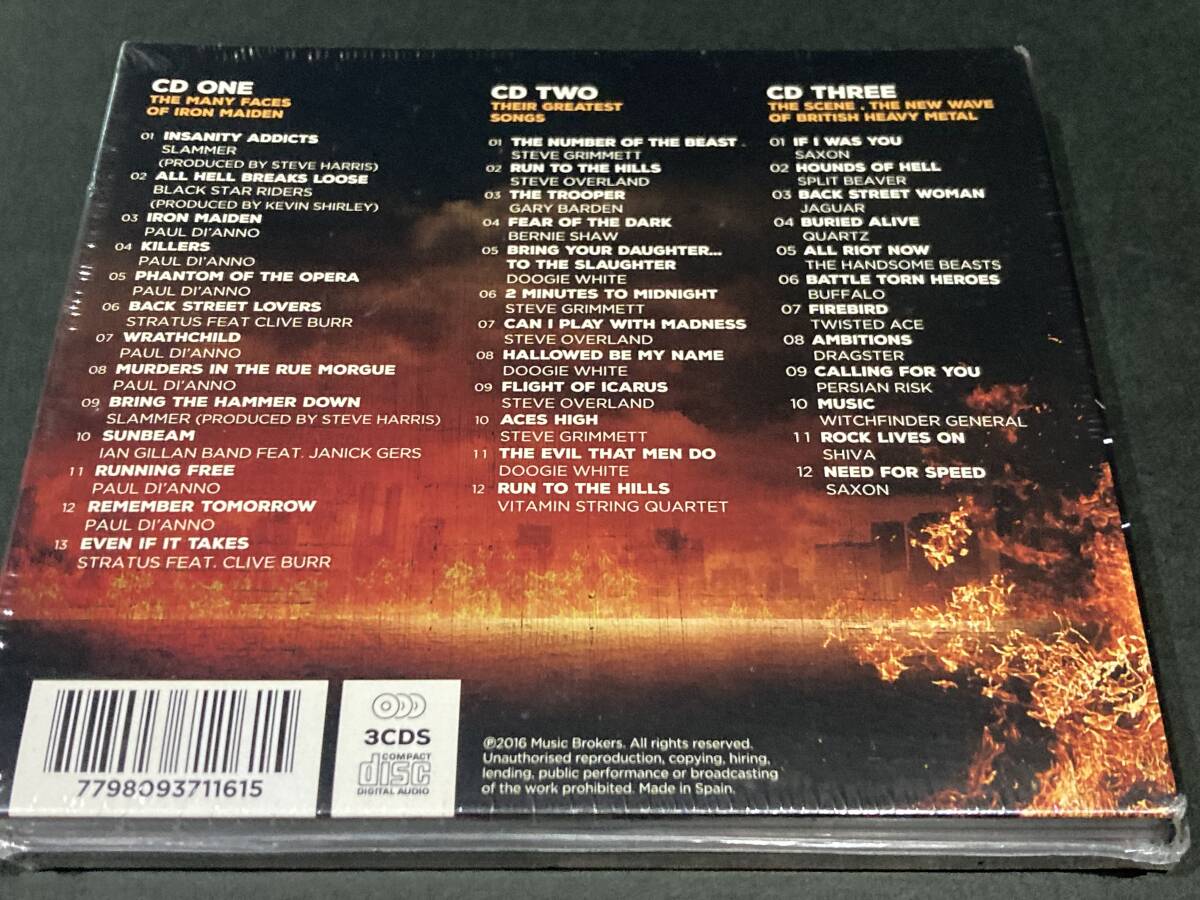 CD ONE
THE MANY FACES
OF IRON MAIDEN
01 INSANITY ADDICTS
SLAMMER
(PRODUCED BY STEVE HARRIS)
02 ALL HELL BREAKS LOOSE
BLACK STAR RIDERS
(PRODUCED BY KEVIN SHIRLEY)
03 IRON MAIDEN
PAUL DI'ANNO
04 KILLERS
PAUL DI'ANNO
05 PHANTOM OF THE OPERA
PAUL DI'ANNO
06 BACK STREET LOVERS
STRATUS FEAT CLIVE BURR
07 WRATHCHILD
PAUL DI'ANNO
08 MURDERS IN THE RUE MORGUE
PAUL DI'ANNO
09 BRING THE HAMMER DOWN
SLAMMER (PRODUCED BY STEVE HARRIS)
10 SUNBEAM
IAN GILLAN BAND FEAT. JANICK GERS
11 RUNNING FREE
PAUL DI'ANNO
12 REMEMBER TOMORROW
PAUL DI'ANNO
13 EVEN IF IT TAKES
STRATUS FEAT. CLIVE BURR
CD TWO
THEIR GREATEST
SONGS
01 THE NUMBER OF THE BEAST .
STEVE GRIMMETT
02 RUN TO THE HILLS
STEVE OVERLAND
03 THE TROOPER
GARY BARDEN
04 FEAR OF THE DARK
BERNIE SHAW
05 BRING YOUR DAUGHTER...
TO THE SLAUGHTER
DOOGIE WHITE
06 2 MINUTES TO MIDNIGHT
STEVE GRIMMETT
07 CAN I PLAY WITH MADNESS
STEVE OVERLAND
08 HALLOWED BE MY NAME
DOOGIE WHITE
09 FLIGHT OF ICARUS
STEVE OVERLAND
10 ACES HIGH
STEVE GRIMMETT
11 THE EVIL THAT MEN DO
DOOGIE WHITE
12 RUN TO THE HILLS
VITAMIN STRING QUARTET
CD THREE
THE SCENE . THE NEW WAVE
OF BRITISH HEAVY METAL
01 IF I WAS YOU
SAXON
02 HOUNDS OF HELL
SPLIT BEAVER
03 BACK STREET WOMAN
JAGUAR
04 BURIED ALIVE
QUARTZ
05 ALL RIOT NOW
THE HANDSOME BEASTS
06 BATTLE TORN HEROES
BUFFALO
07 FIREBIRD
TWISTED ACE
08 AMBITIONS
DRAGSTER
09 CALLING FOR YOU
PERSIAN RISK
10 MUSIC
WITCHFINDER GENERAL
11 ROCK LIVES ON
SHIVA
12 NEED FOR SPEED
SAXON
7798093711615
3CDS
COMPACT
disc
DIGITAL AUDIO
℗2016 Music Brokers. All rights reserved.
Unauthorised reproduction, copying, hiring,
lending, public performance or broadcasting
of the work prohibited. Made in Spain.